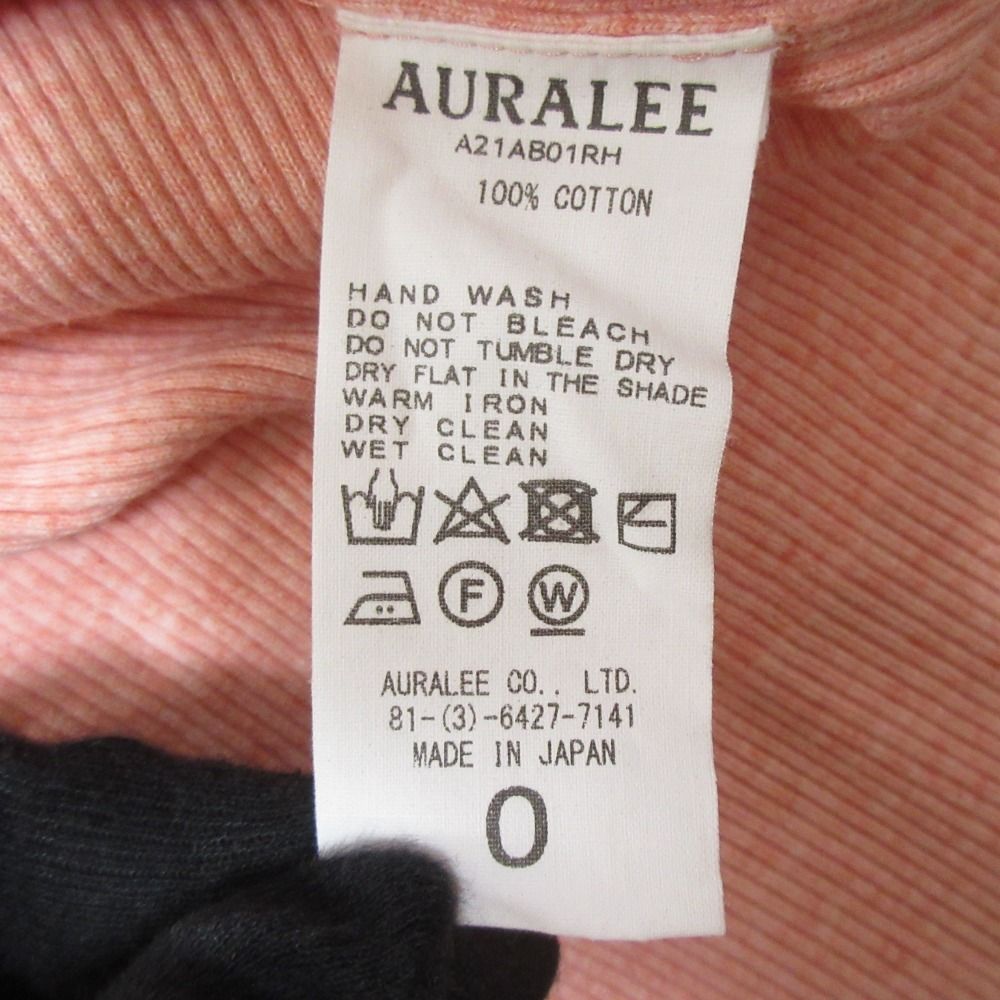 AURALEE
A21AB01RH
100% COTTON
HAND WASH
DO NOT BLEACH
DO NOT TUMBLE DRY
DRY FLAT IN THE SHADE
WARM IRON
DRY CLEAN
WET CLEAN
F W
AURALEE CO., LTD.
81-(3)-6427-7141
MADE IN JAPAN
0